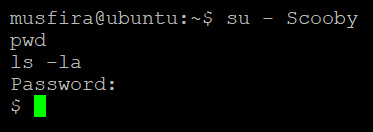 musfira@ubuntu:~$ su - Scooby
pwd
ls -la
Password:
$